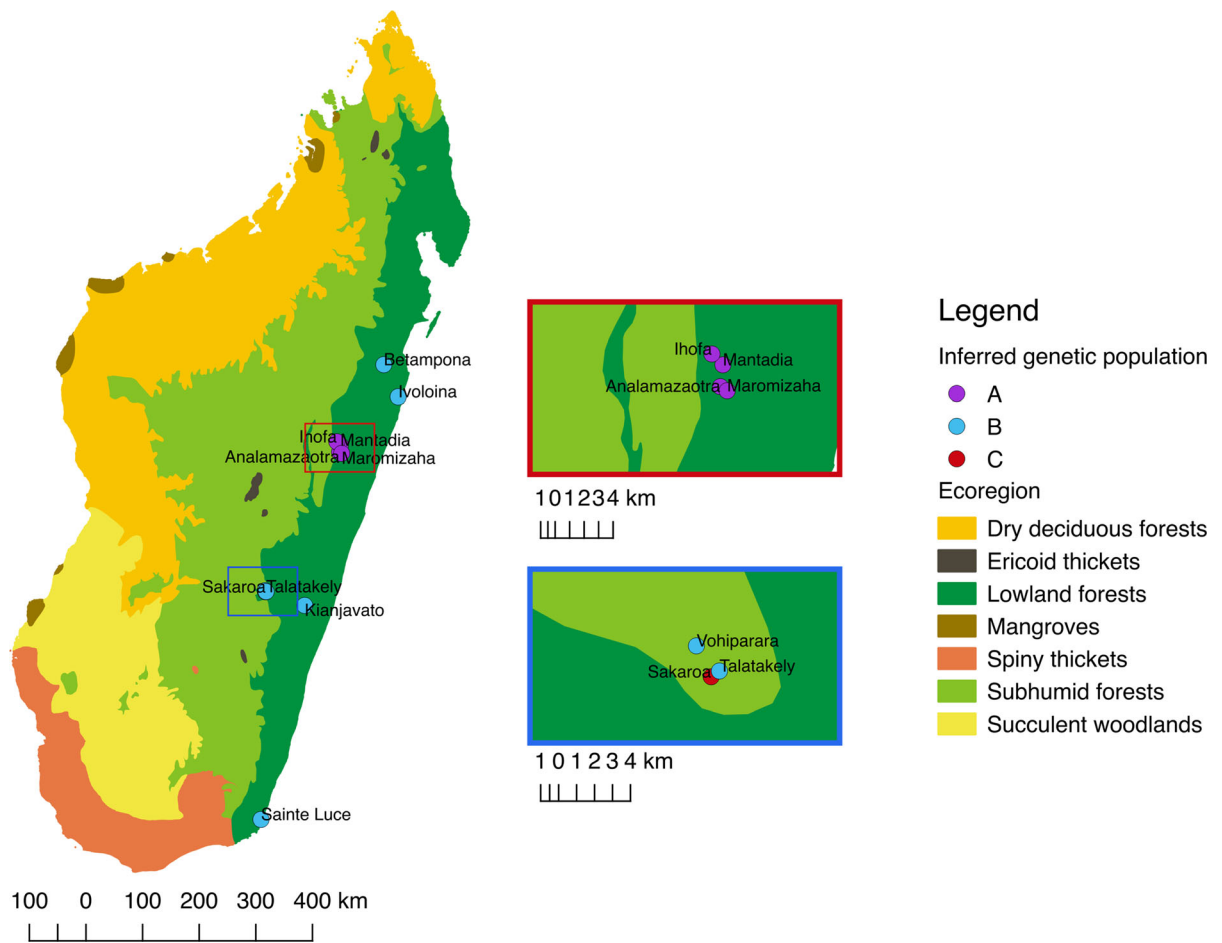 Betampona
Ivoloina
Ihofa
Mantadia
Analamazaotra
Maromizaha
Sakaroa
Talatakely
Kianjavato
Sainte Luce
100 0 100 200 300 400 km
Ihofa
Mantadia
Analamazaotra
Maromizaha
1 0 1 2 3 4 km
Vohiparara
Talatakely
Sakaroa
1 0 1 2 3 4 km
Legend
Inferred genetic population
A
B
C
Ecoregion
Dry deciduous forests
Ericoid thickets
Lowland forests
Mangroves
Spiny thickets
Subhumid forests
Succulent woodlands